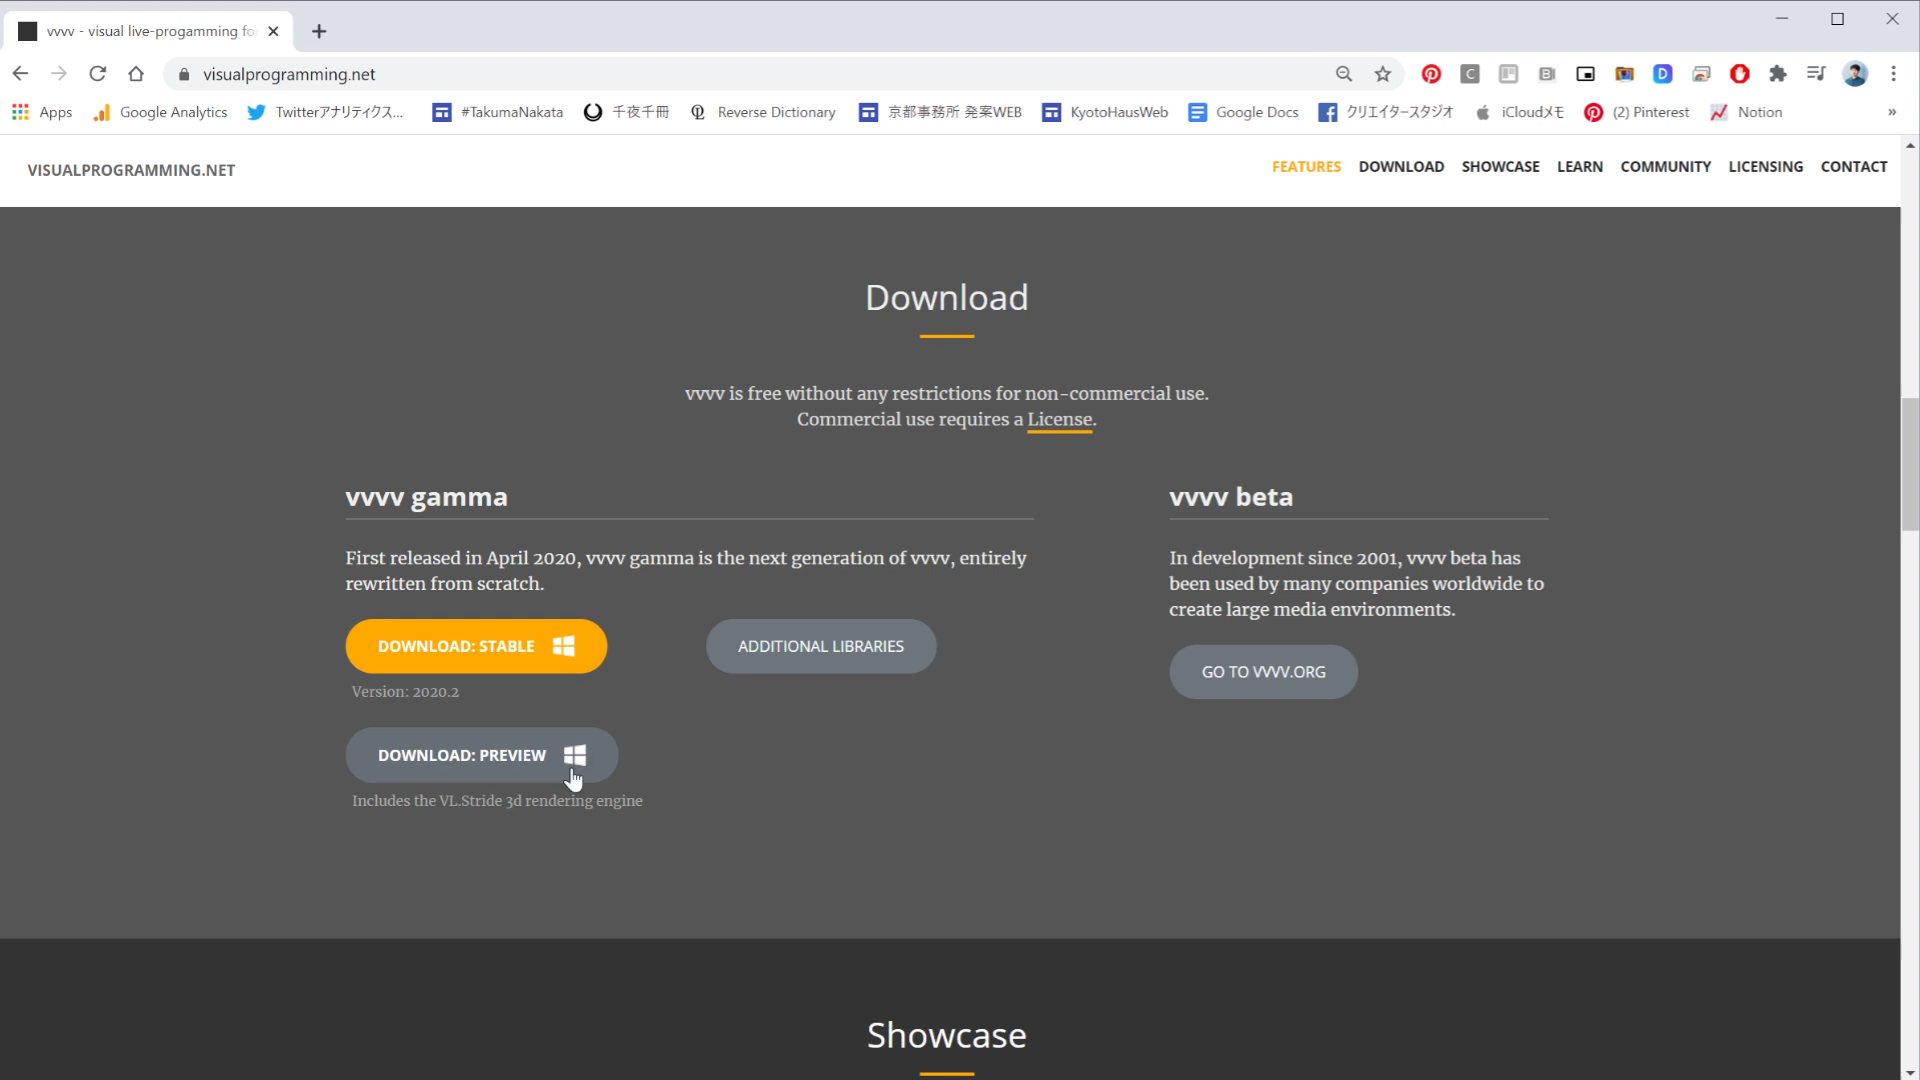 vvvv - visual live-progamming fo
visualprogramming.net
Apps
Google Analytics
Twitterアナリティクス...
#TakumaNakata
千夜千冊
Reverse Dictionary
京都事務所 発案WEB
KyotoHausWeb
Google Docs
クリエイタースタジオ
iCloudメモ
(2) Pinterest
Notion
»
VISUALPROGRAMMING.NET
FEATURES
DOWNLOAD
SHOWCASE
LEARN
COMMUNITY
LICENSING
CONTACT
Download
vvvv is free without any restrictions for non-commercial use.
Commercial use requires a License.
vvvv gamma
First released in April 2020, vvvv gamma is the next generation of vvvv, entirely
rewritten from scratch.
DOWNLOAD: STABLE
Version: 2020.2
ADDITIONAL LIBRARIES
DOWNLOAD: PREVIEW
Includes the VL.Stride 3d rendering engine
vvvv beta
In development since 2001, vvvv beta has
been used by many companies worldwide to
create large media environments.
GO TO VVVV.ORG
Showcase